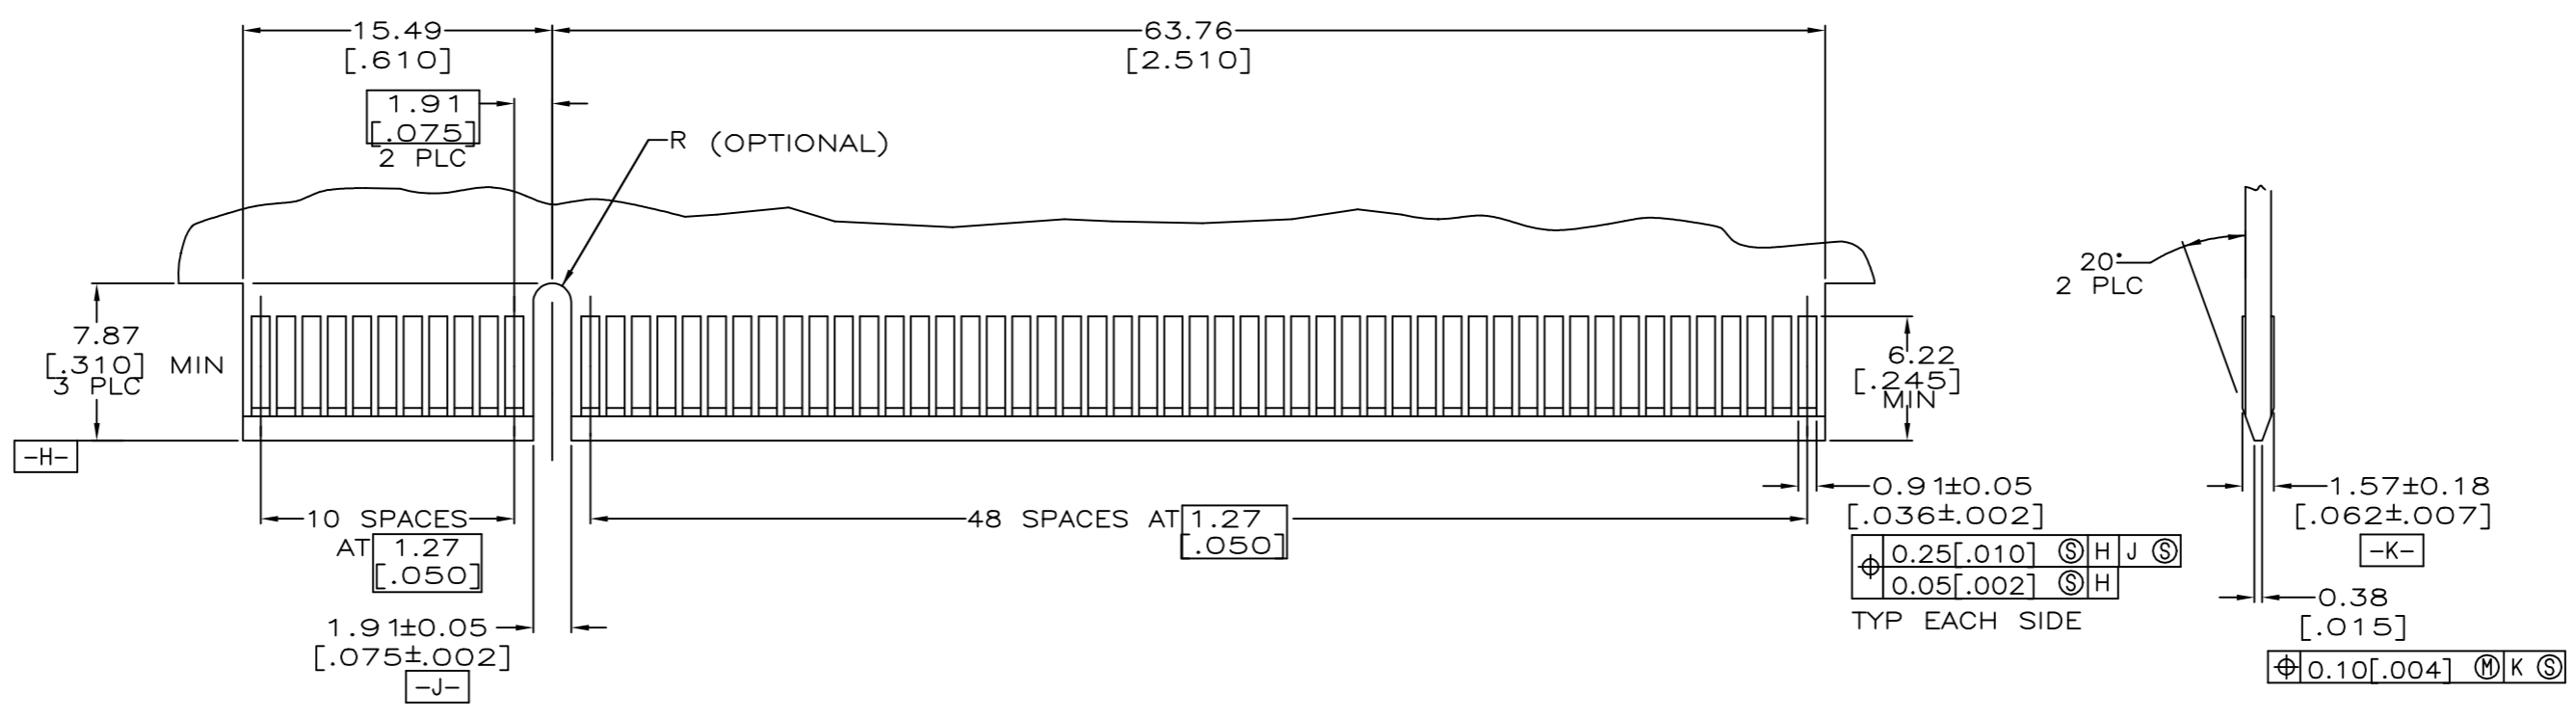 15.49
[.610]
63.76
[2.510]
1.91
[.075]
2 PLC
R (OPTIONAL)
20°
2 PLC
7.87
[.310] MIN
3 PLC
6.22
[.245]
MIN
-H-
10 SPACES
AT 1.27
[.050]
48 SPACES AT 1.27
[.050]
0.91±0.05
[.036±.002]
⌖ 0.25[.010] Ⓢ H J Ⓢ
0.05[.002] Ⓢ H
TYP EACH SIDE
1.57±0.18
[.062±.007]
-K-
0.38
[.015]
⌖ 0.10[.004] Ⓜ K Ⓢ
1.91±0.05
[.075±.002]
-J-